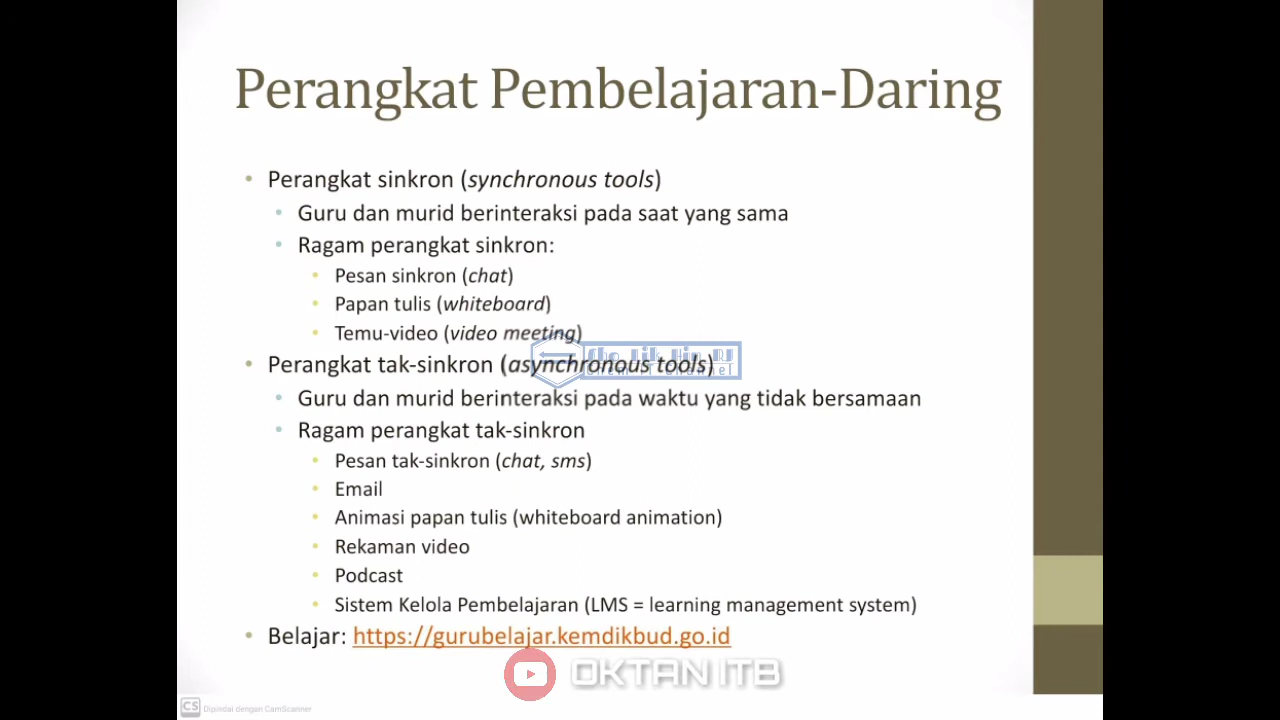 Perangkat Pembelajaran-Daring
• Perangkat sinkron (synchronous tools)
• Guru dan murid berinteraksi pada saat yang sama
• Ragam perangkat sinkron:
• Pesan sinkron (chat)
• Papan tulis (whiteboard)
• Temu-video (video meeting)
• Perangkat tak-sinkron (asynchronous tools)
• Guru dan murid berinteraksi pada waktu yang tidak bersamaan
• Ragam perangkat tak-sinkron
• Pesan tak-sinkron (chat, sms)
• Email
• Animasi papan tulis (whiteboard animation)
• Rekaman video
• Podcast
• Sistem Kelola Pembelajaran (LMS = learning management system)
• Belajar: https://gurubelajar.kemdikbud.go.id
OKTAN ITB
CS Dipindai dengan CamScanner